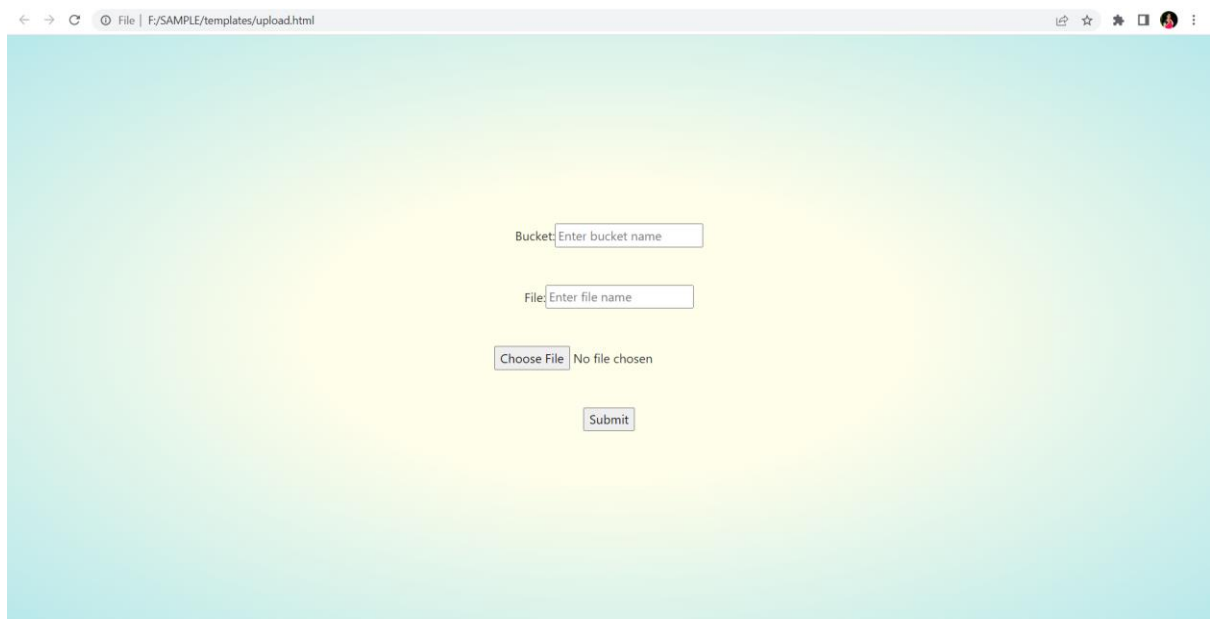 File | F:/SAMPLE/templates/upload.html
Bucket: Enter bucket name
File: Enter file name
Choose File No file chosen
Submit